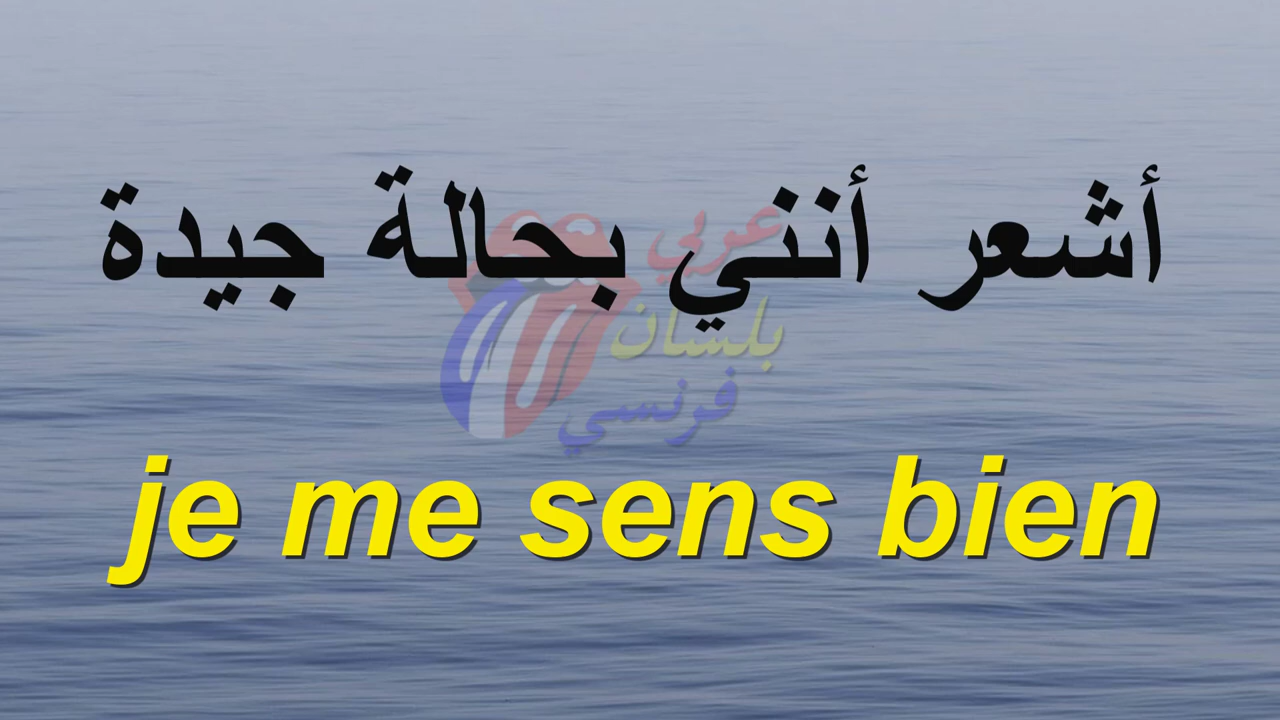 أشعر أنني بحالة جيدة
عربي
بلسان
فرنسي
je me sens bien